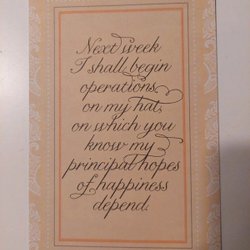 Next week
I shall begin
operations
on my hat,
on which you
know my
principal hopes
of happiness
depend.